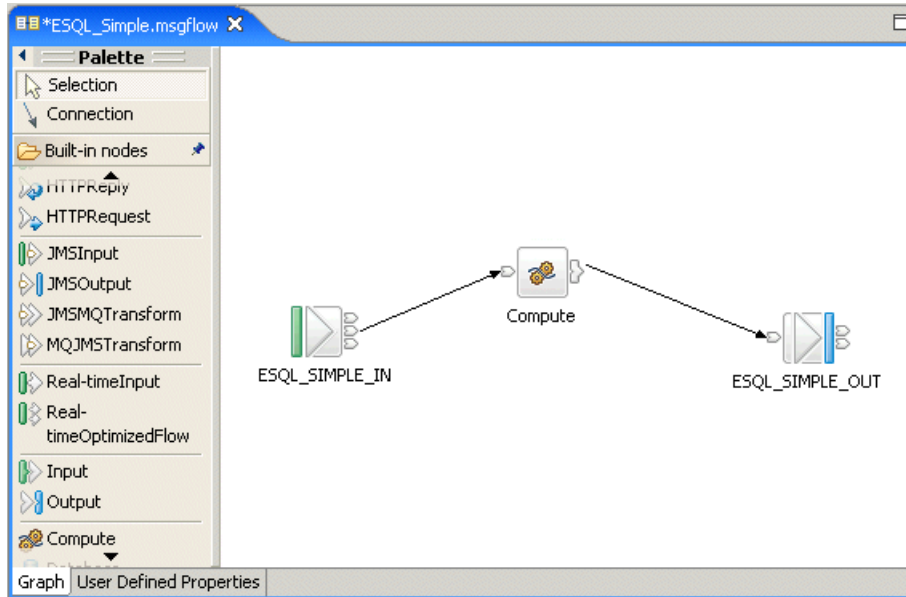 *ESQL_Simple.msgflow
Palette
Selection
Connection
Built-in nodes
HTTPReply
HTTPRequest
JMSInput
JMSOutput
JMSMQTransform
MQJMSTransform
Real-timeInput
Real-
timeOptimizedFlow
Input
Output
Compute
ESQL_SIMPLE_IN
Compute
ESQL_SIMPLE_OUT
Graph
User Defined Properties